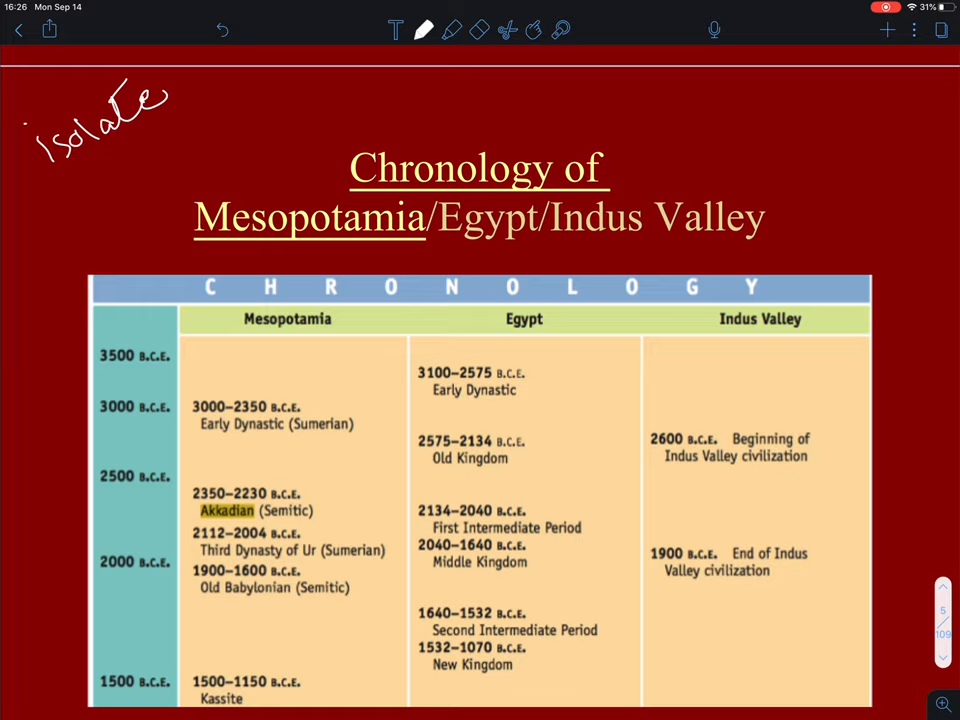 16:26 Mon Sep 14
31%
isolate
Chronology of
Mesopotamia/Egypt/Indus Valley
CHRONOLOGY
Mesopotamia Egypt Indus Valley
3500 B.C.E.
3000 B.C.E.
2500 B.C.E.
2000 B.C.E.
1500 B.C.E.
3000–2350 B.C.E.
Early Dynastic (Sumerian)
2350–2230 B.C.E.
Akkadian (Semitic)
2112–2004 B.C.E.
Third Dynasty of Ur (Sumerian)
1900–1600 B.C.E.
Old Babylonian (Semitic)
1500–1150 B.C.E.
Kassite
3100–2575 B.C.E.
Early Dynastic
2575–2134 B.C.E.
Old Kingdom
2134–2040 B.C.E.
First Intermediate Period
2040–1640 B.C.E.
Middle Kingdom
1640–1532 B.C.E.
Second Intermediate Period
1532–1070 B.C.E.
New Kingdom
2600 B.C.E. Beginning of
Indus Valley civilization
1900 B.C.E. End of Indus
Valley civilization
5
109